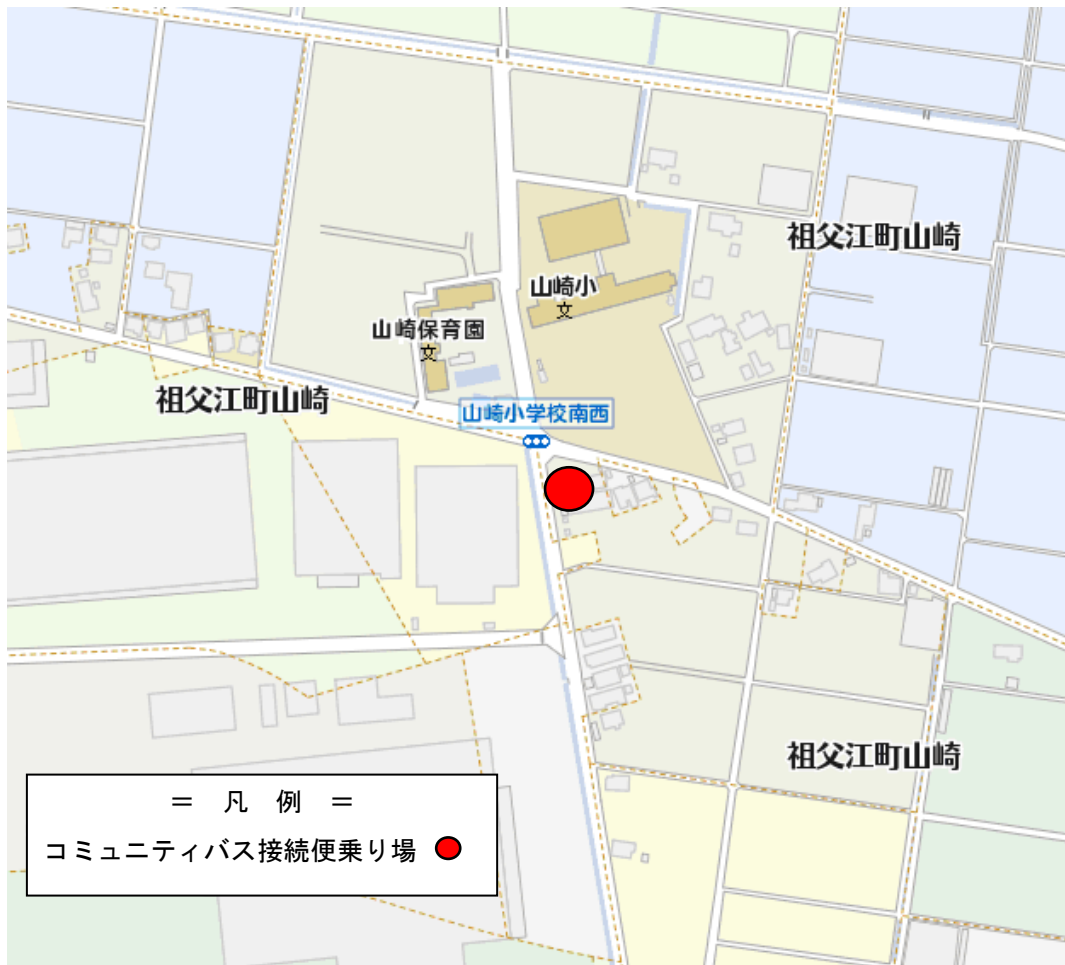 祖父江町山崎
山崎小
文
山崎保育園
文
祖父江町山崎
山崎小学校南西
祖父江町山崎
= 凡 例 =
コミュニティバス接続便乗り場